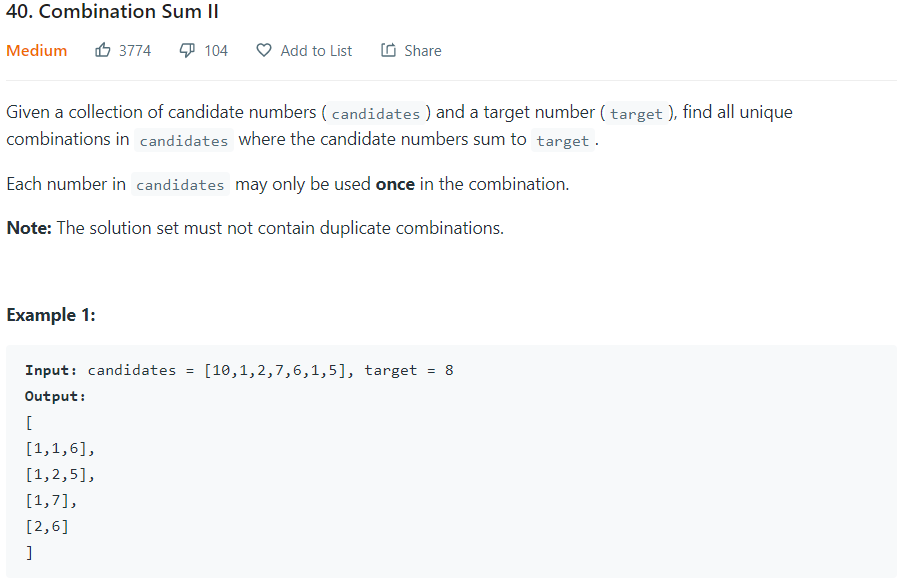 40. Combination Sum II
Medium 3774 104 Add to List Share
Given a collection of candidate numbers ( candidates ) and a target number ( target ), find all unique
combinations in candidates where the candidate numbers sum to target .
Each number in candidates may only be used once in the combination.
Note: The solution set must not contain duplicate combinations.
Example 1:
Input: candidates = [10,1,2,7,6,1,5], target = 8
Output:
[
[1,1,6],
[1,2,5],
[1,7],
[2,6]
]